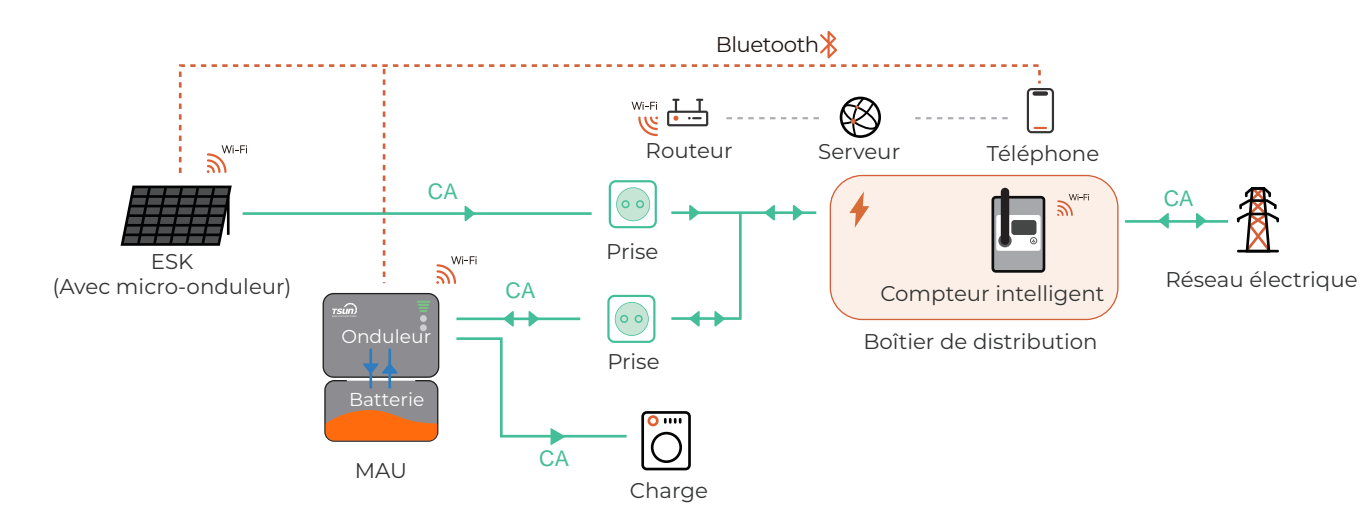 Bluetooth
Wi-Fi
Routeur
Serveur
Téléphone
Wi-Fi
CA
Prise
ESK
(Avec micro-onduleur)
Wi-Fi
Compteur intelligent
Boîtier de distribution
CA
Réseau électrique
Wi-Fi
TSUN
Onduleur
Batterie
MAU
CA
Prise
CA
Charge